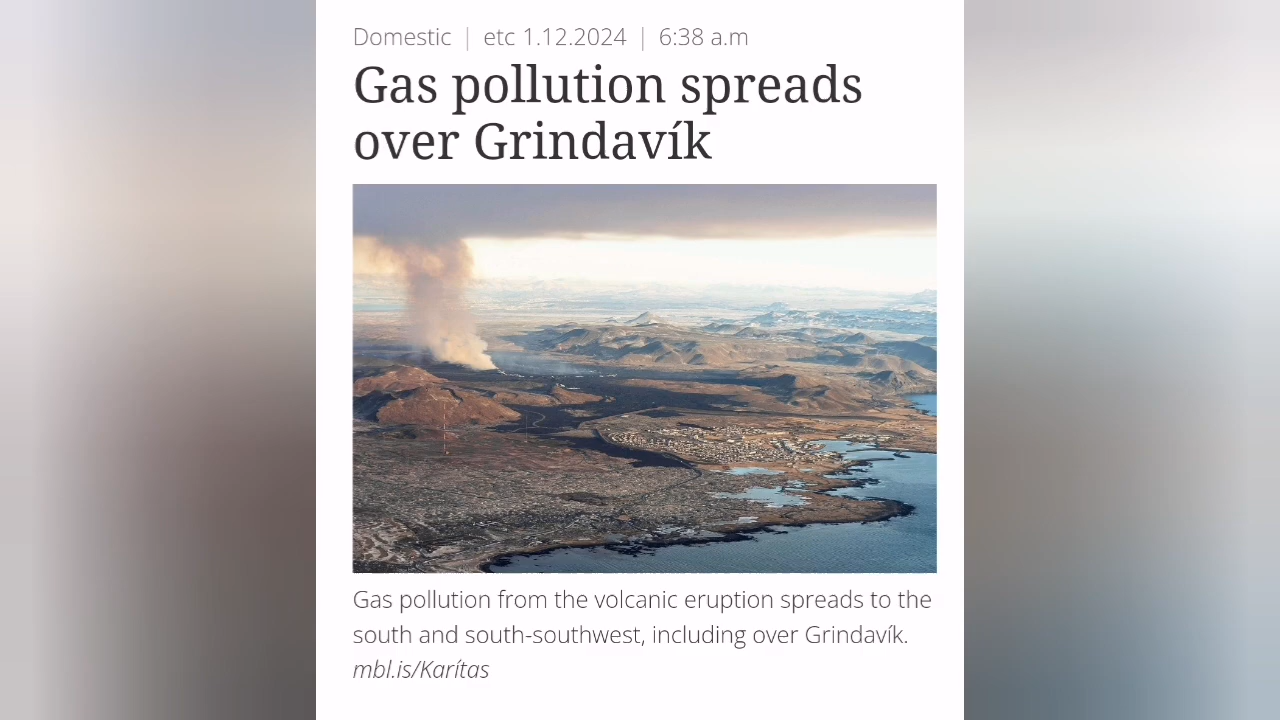 Domestic | etc 1.12.2024 | 6:38 a.m
Gas pollution spreads
over Grindavík
Gas pollution from the volcanic eruption spreads to the
south and south-southwest, including over Grindavík.
mbl.is/Karítas